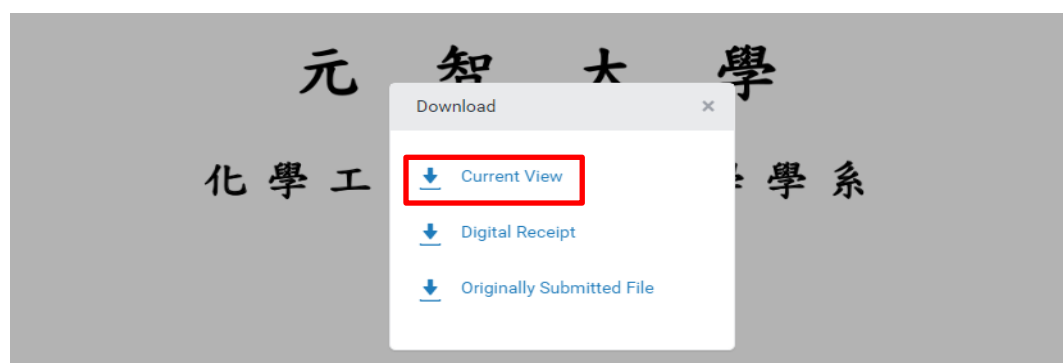 元 智 大 學
Download ×
化 學 工 學 系
Current View
Digital Receipt
Originally Submitted File